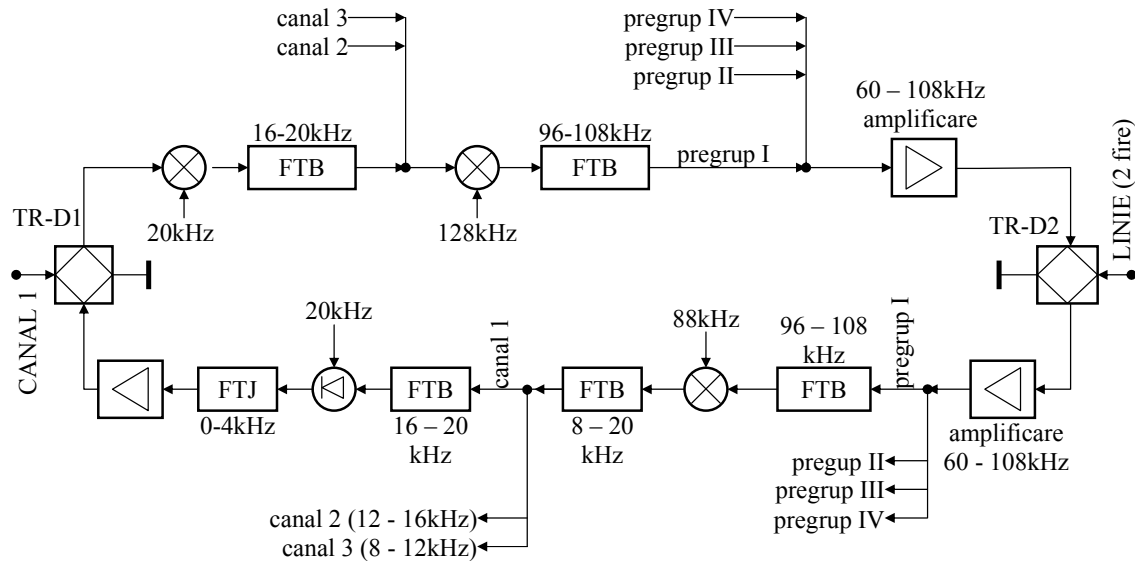 canal 3
canal 2
pregrup IV
pregrup III
pregrup II
60 – 108kHz
amplificare
16-20kHz
FTB
96-108kHz
FTB
pregrup I
TR-D1
20kHz
128kHz
TR-D2
LINIE (2 fire)
CANAL 1
20kHz
canal 1
88kHz
96 – 108
kHz
pregrup I
FTJ
0-4kHz
FTB
16 – 20
kHz
FTB
8 – 20
kHz
FTB
amplificare
60 - 108kHz
pregup II
pregrup III
pregrup IV
canal 2 (12 - 16kHz)
canal 3 (8 - 12kHz)